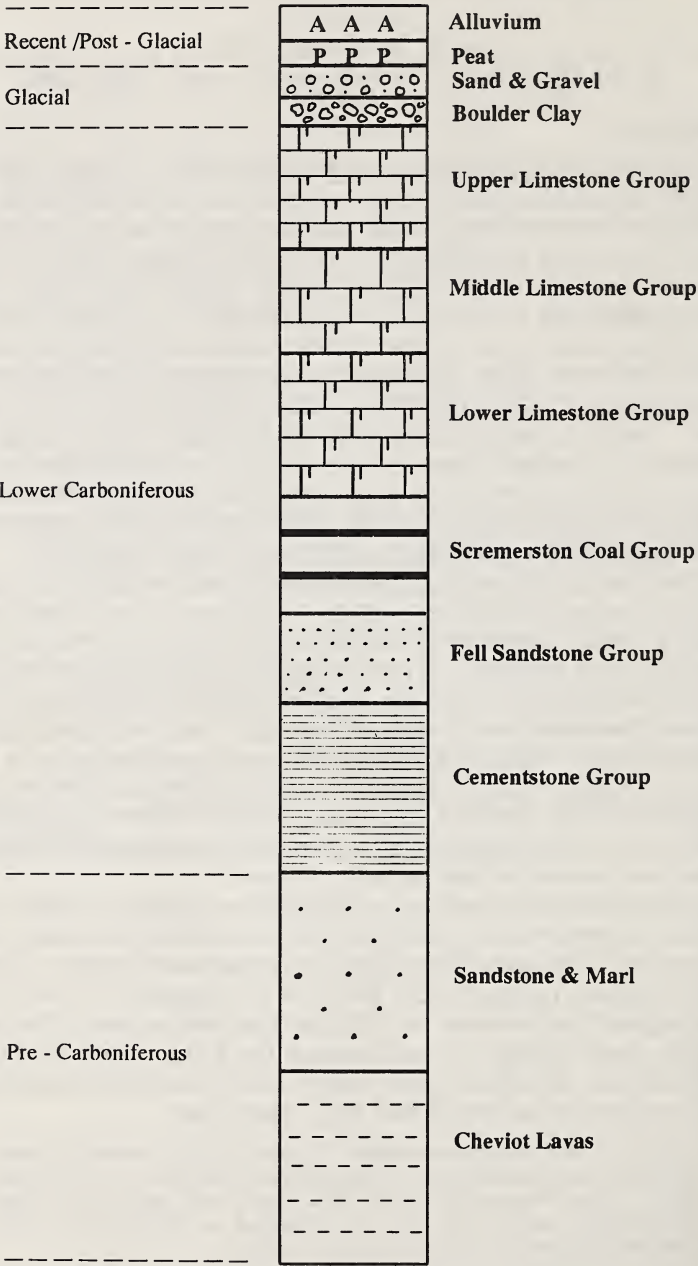 A A A Alluvium
Recent /Post - Glacial
P P P Peat
Sand & Gravel
Glacial
Boulder Clay
Upper Limestone Group
Middle Limestone Group
Lower Limestone Group
Lower Carboniferous
Scremerston Coal Group
Fell Sandstone Group
Cementstone Group
Sandstone & Marl
Pre - Carboniferous
Cheviot Lavas